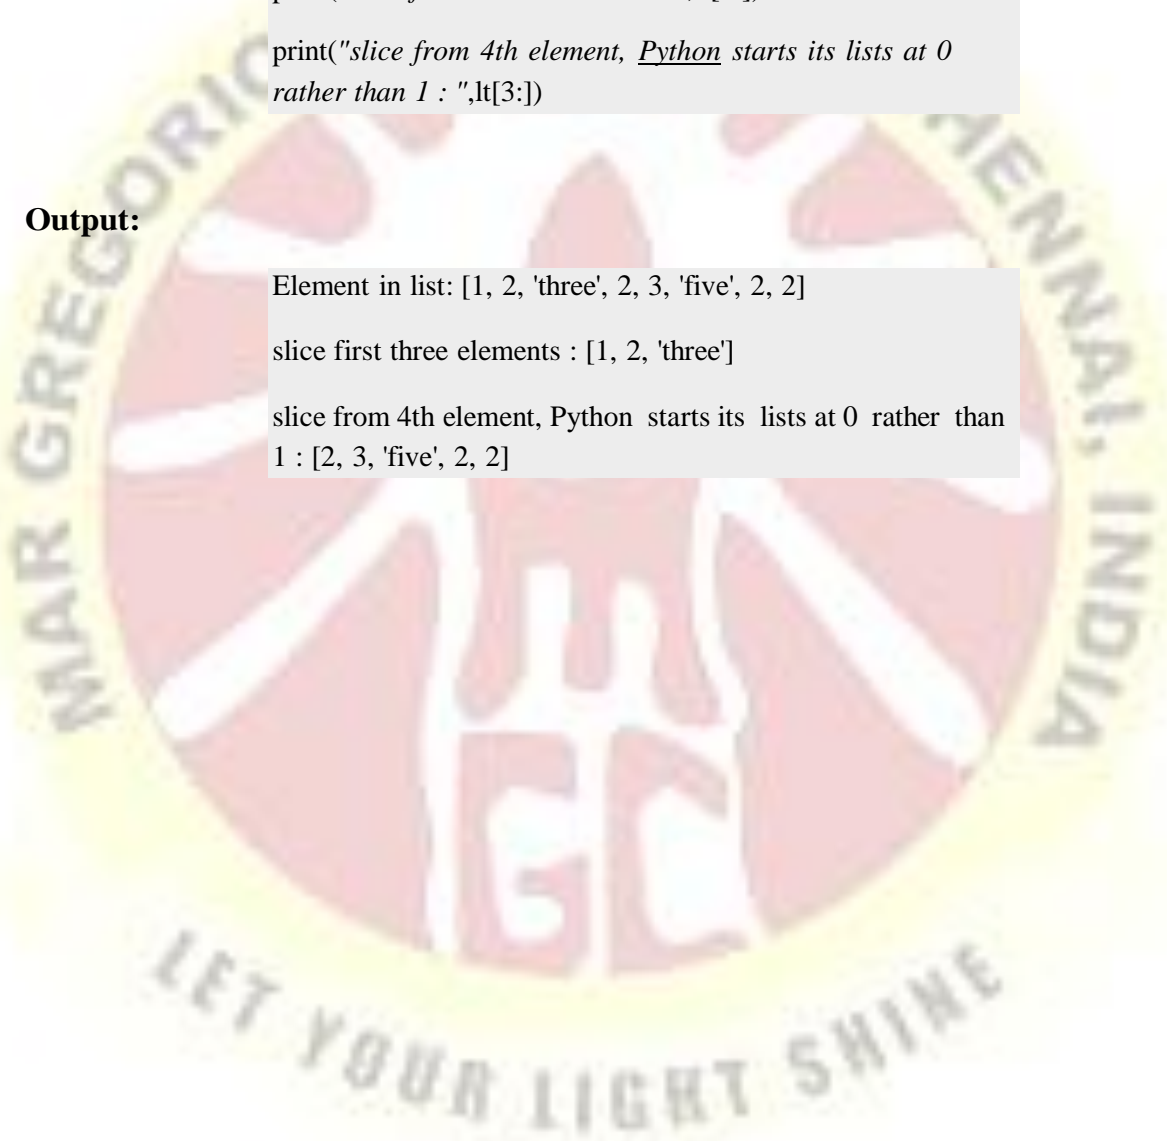 print("slice from 4th element, Python starts its lists at 0
rather than 1 : ",lt[3:])
Output:
Element in list: [1, 2, 'three', 2, 3, 'five', 2, 2]
slice first three elements : [1, 2, 'three']
slice from 4th element, Python starts its lists at 0 rather than
1 : [2, 3, 'five', 2, 2]
MAR GREGORIO
HENNAI, INDIA
GC
LET YOUR LIGHT SHINE